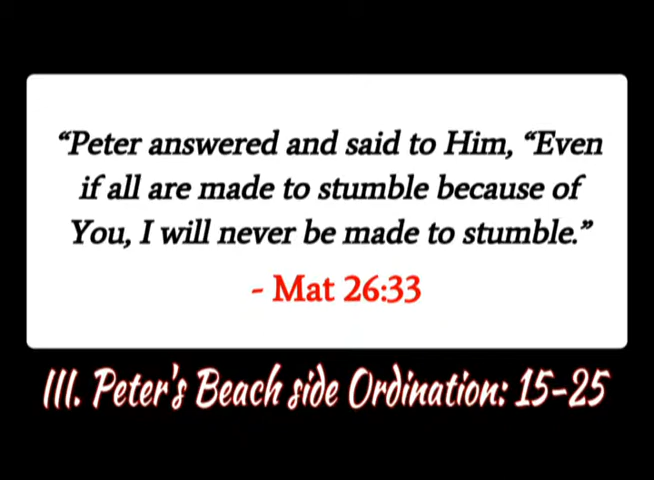 “Peter answered and said to Him, “Even
if all are made to stumble because of
You, I will never be made to stumble.”
- Mat 26:33
III. Peter's Beach side Ordination: 15-25